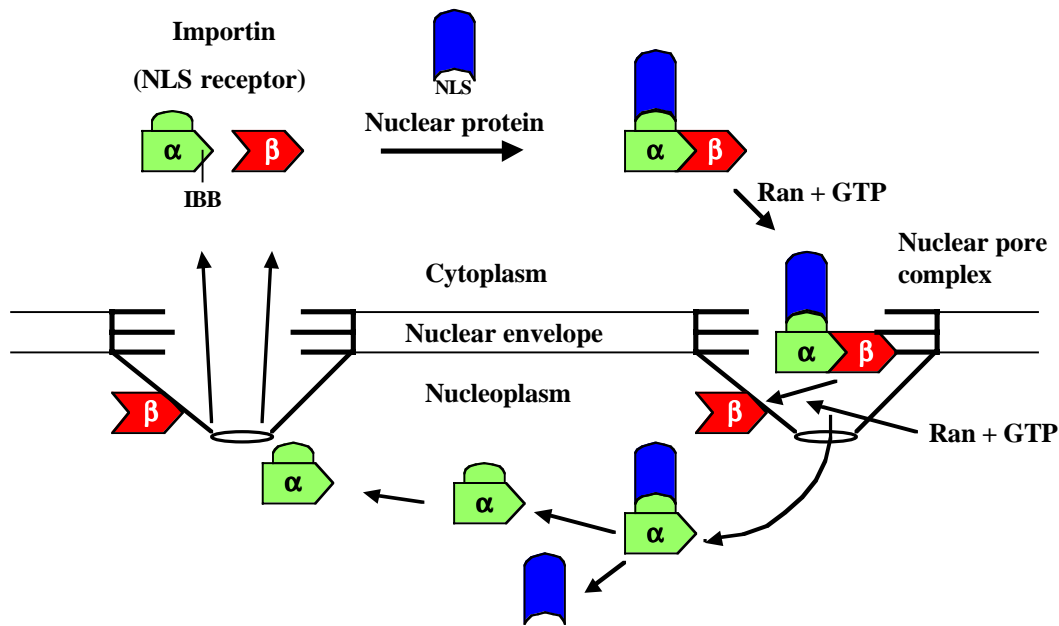 Importin
(NLS receptor)
α
β
IBB
NLS
Nuclear protein
α
β
Ran + GTP
Nuclear pore
complex
Cytoplasm
Nuclear envelope
Nucleoplasm
α
β
β
β
Ran + GTP
α
α
α